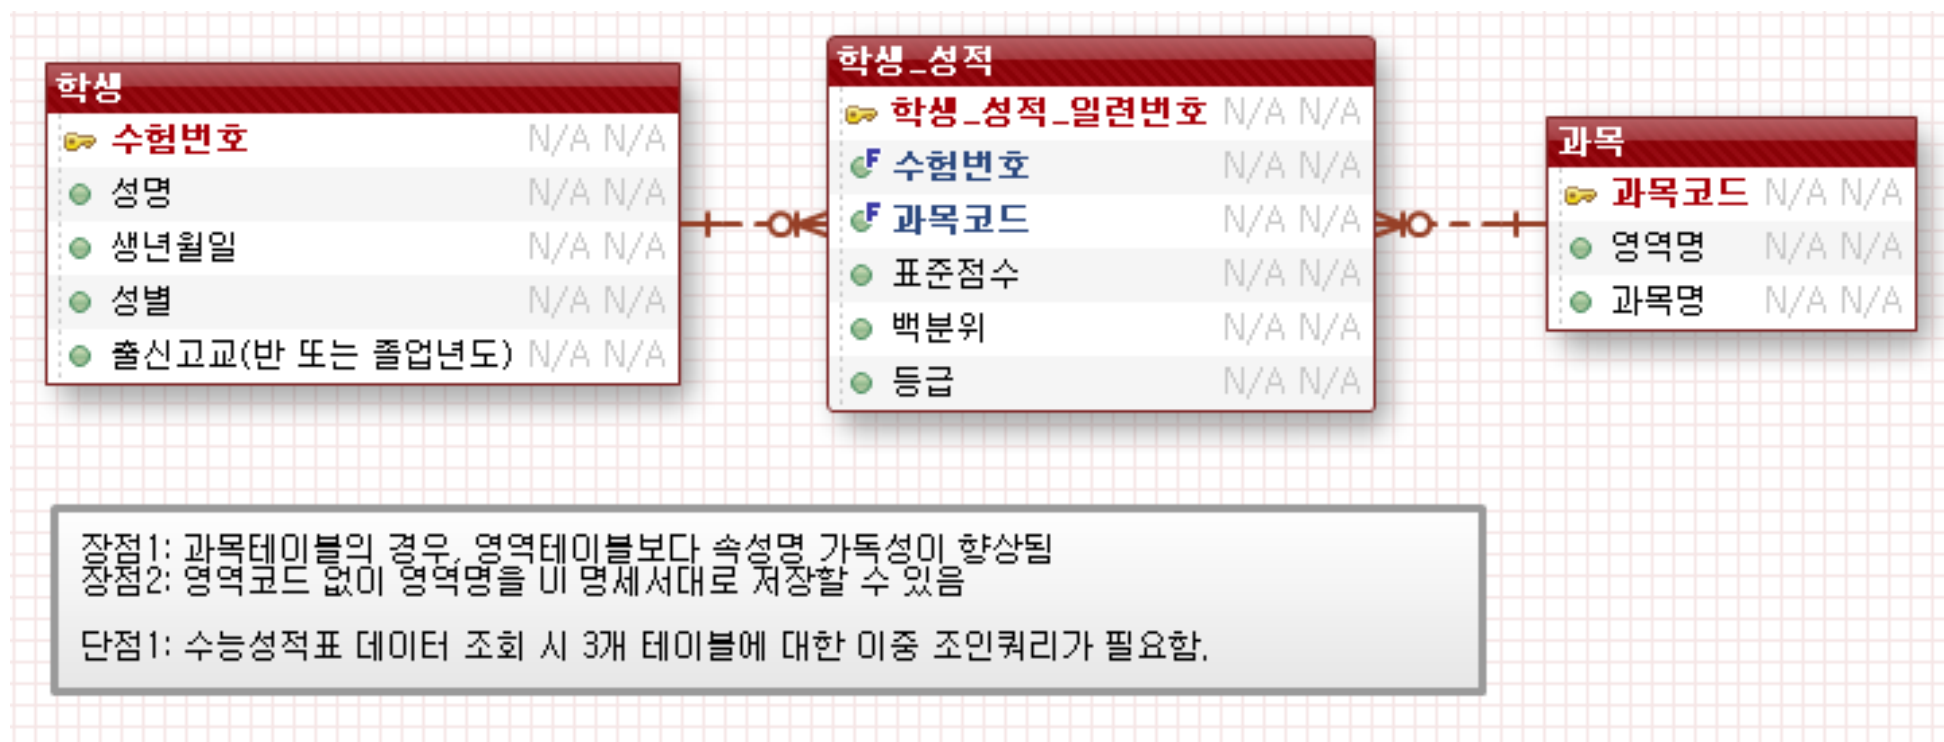 학생
수험번호 N/A N/A
성명 N/A N/A
생년월일 N/A N/A
성별 N/A N/A
출신고교(반 또는 졸업년도) N/A N/A
학생_성적
학생_성적_일련번호 N/A N/A
F 수험번호 N/A N/A
F 과목코드 N/A N/A
표준점수 N/A N/A
백분위 N/A N/A
등급 N/A N/A
과목
과목코드 N/A N/A
영역명 N/A N/A
과목명 N/A N/A
장점1: 과목테이블의 경우, 영역테이블보다 속성명 가독성이 향상됨
장점2: 영역코드 없이 영역명을 UI 명세서대로 저장할 수 있음
단점1: 수능성적표 데이터 조회 시 3개 테이블에 대한 이중 조인쿼리가 필요함.